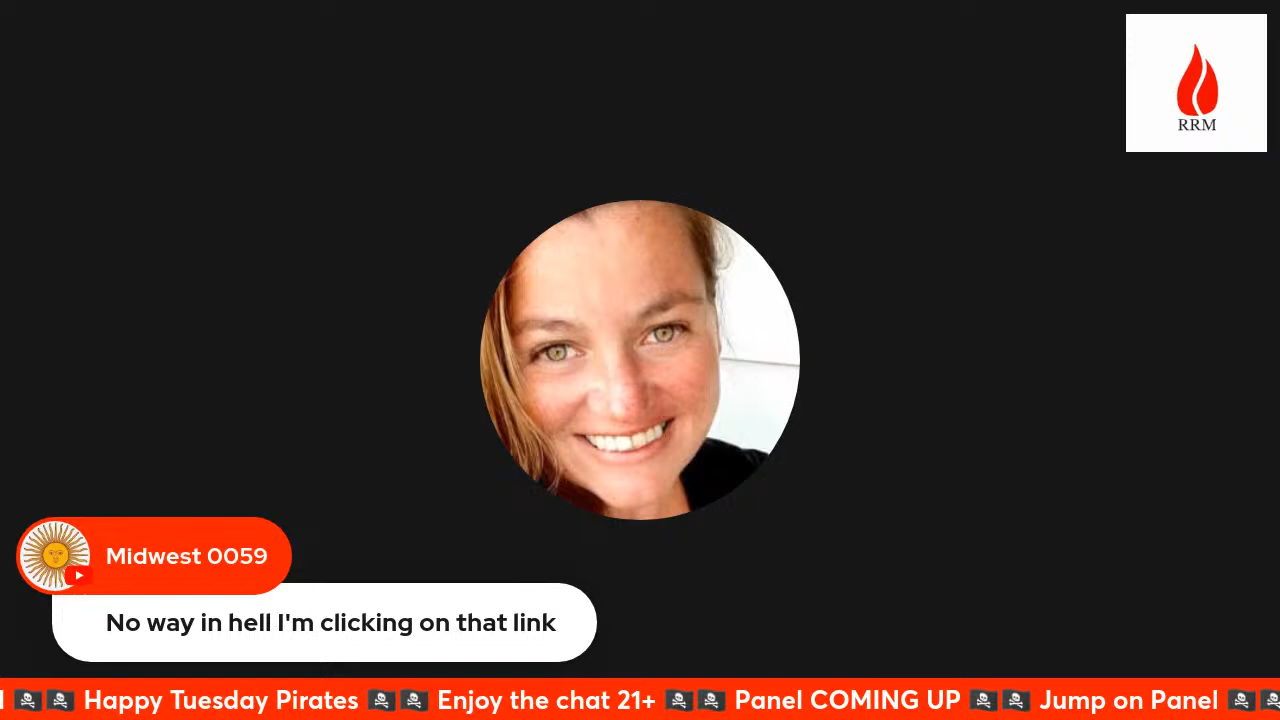 RRM
Midwest 0059
No way in hell I'm clicking on that link
Happy Tuesday Pirates 🏴‍☠️🏴‍☠️ Enjoy the chat 21+ 🏴‍☠️🏴‍☠️ Panel COMING UP 🏴‍☠️🏴‍☠️ Jump on Panel